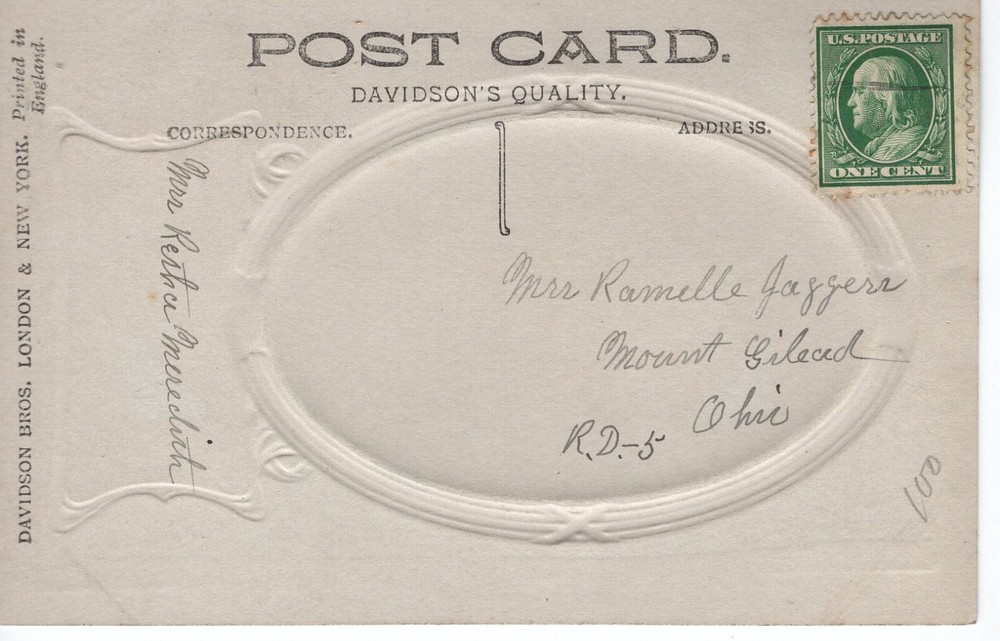 POST CARD.
DAVIDSON'S QUALITY.
CORRESPONDENCE.
ADDRESS.
U.S. POSTAGE
ONE CENT
Mrs Ramelle Jaggers
Mount Gilead
Ohio
R.D.-5
Mrs Restia Meredith
DAVIDSON BROS. LONDON & NEW YORK. Printed in
England.
100